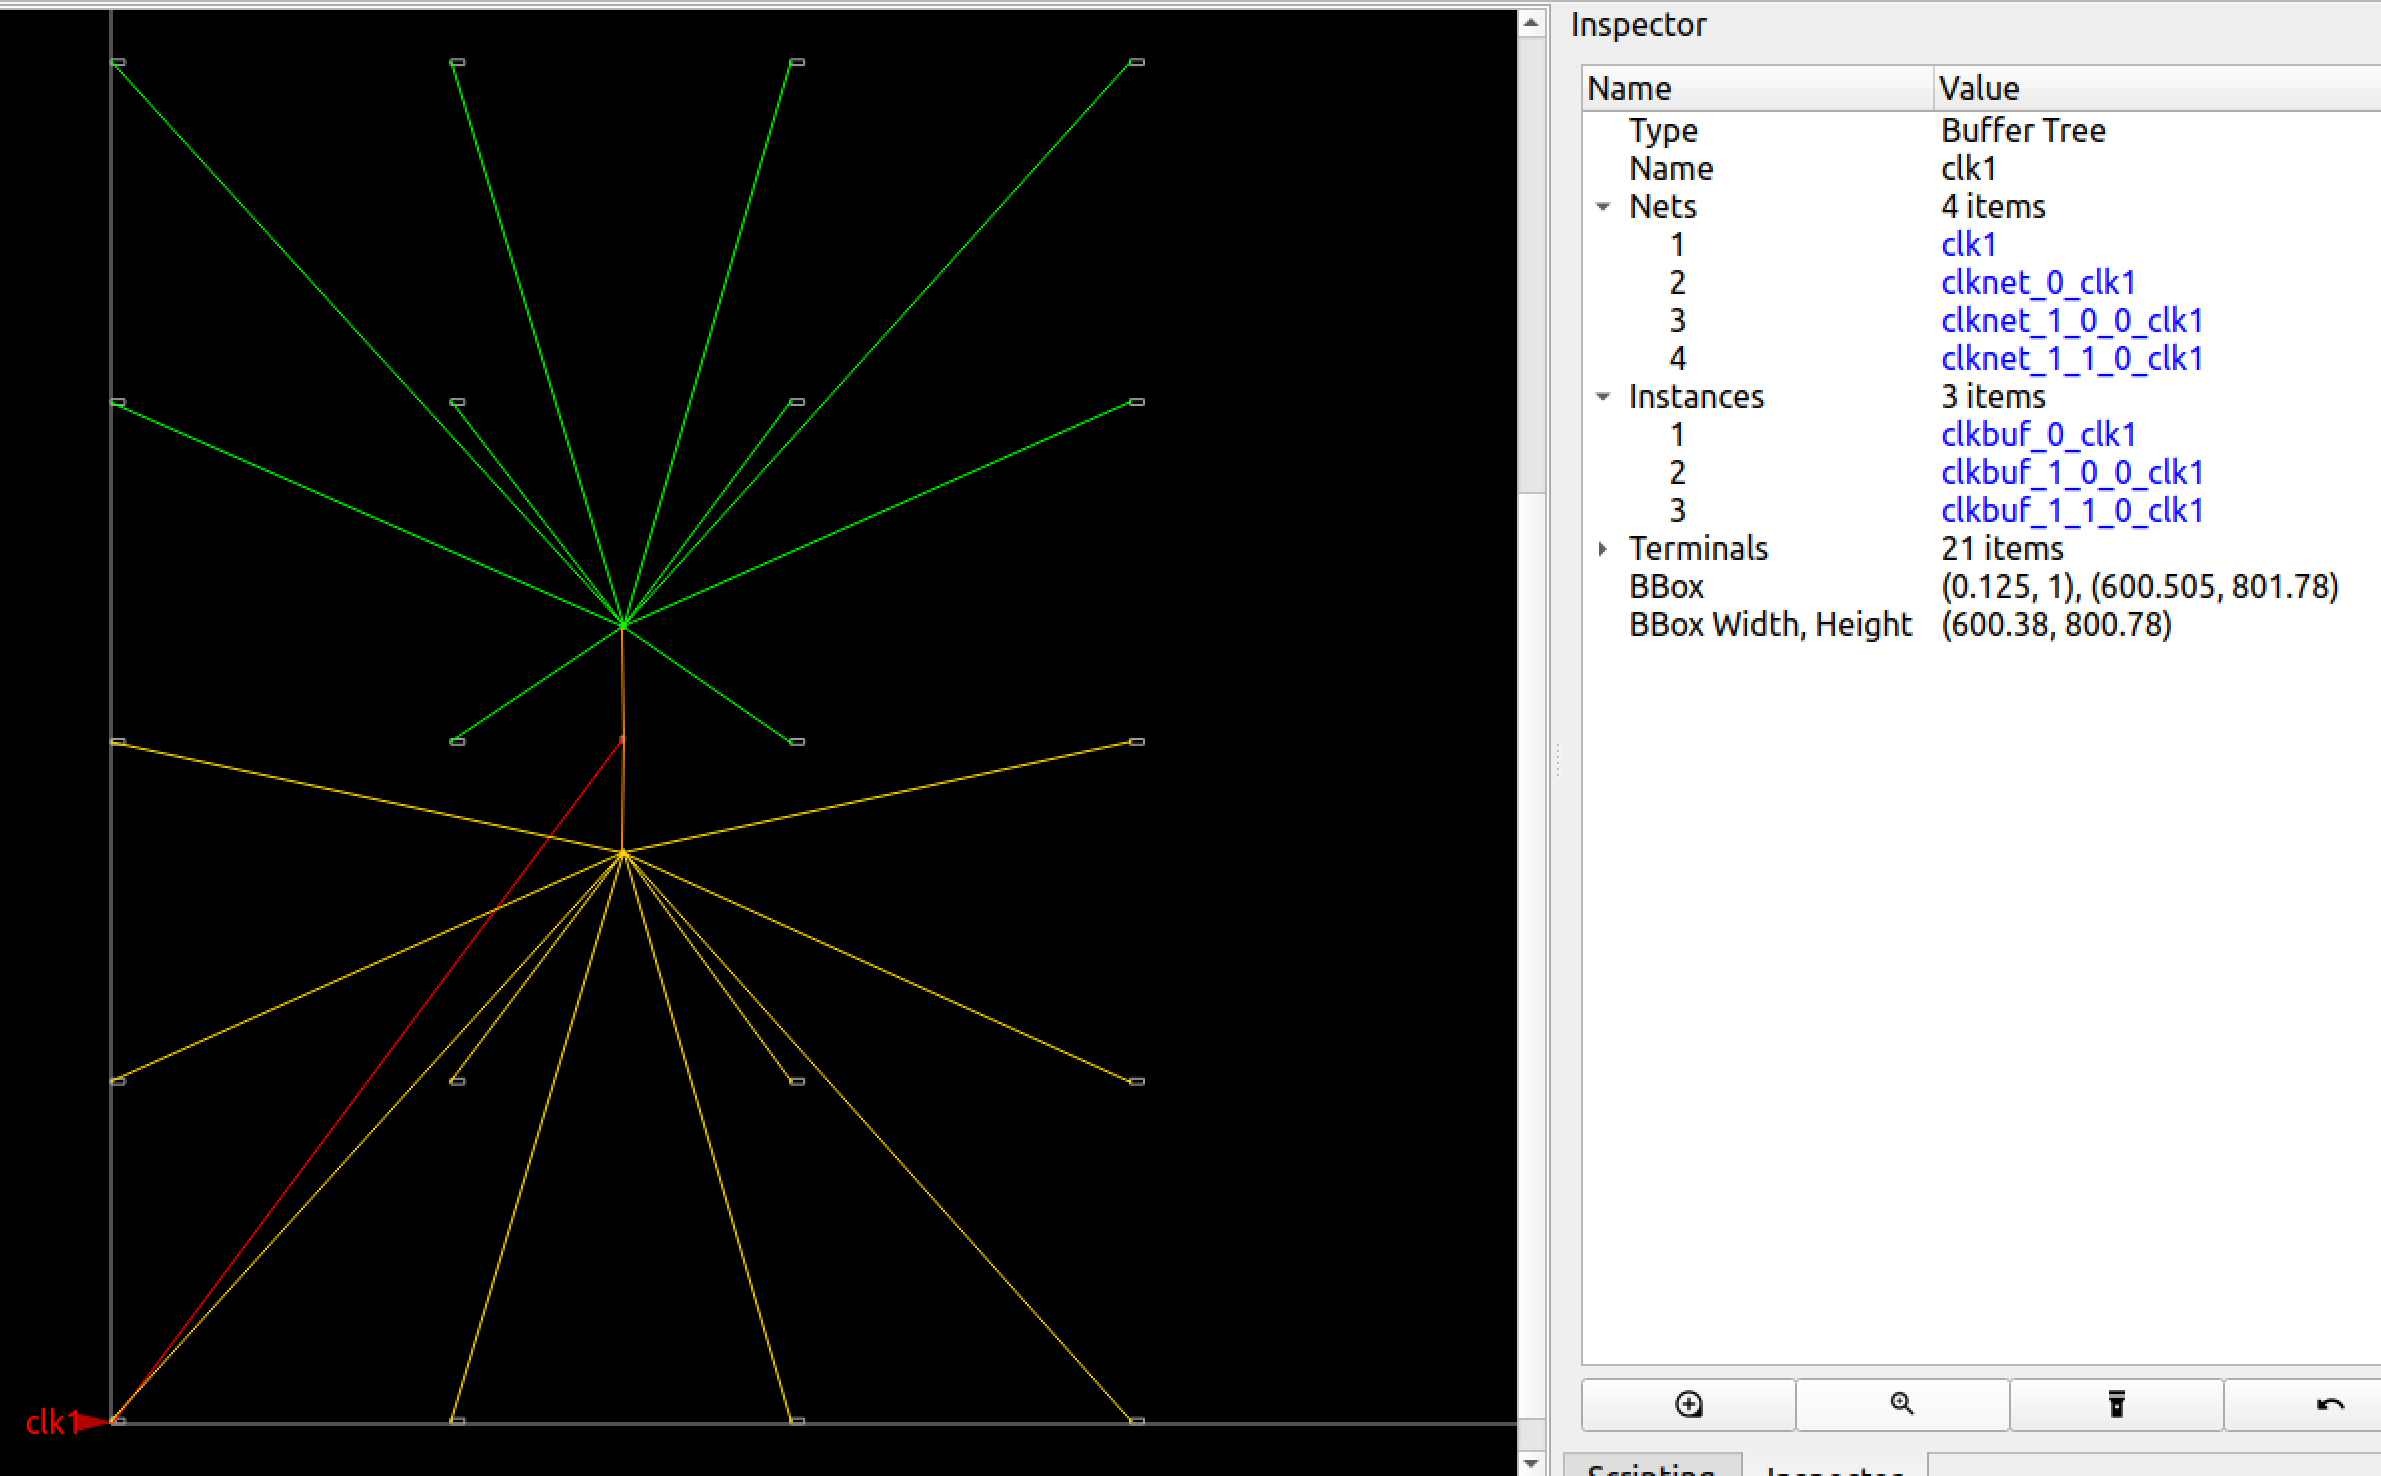 Inspector
Name Value
Type Buffer Tree
Name clk1
Nets 4 items
1 clk1
2 clknet_0_clk1
3 clknet_1_0_0_clk1
4 clknet_1_1_0_clk1
Instances 3 items
1 clkbuf_0_clk1
2 clkbuf_1_0_0_clk1
3 clkbuf_1_1_0_clk1
Terminals 21 items
BBox (0.125, 1), (600.505, 801.78)
BBox Width, Height (600.38, 800.78)
clk1
Scripting Inspector